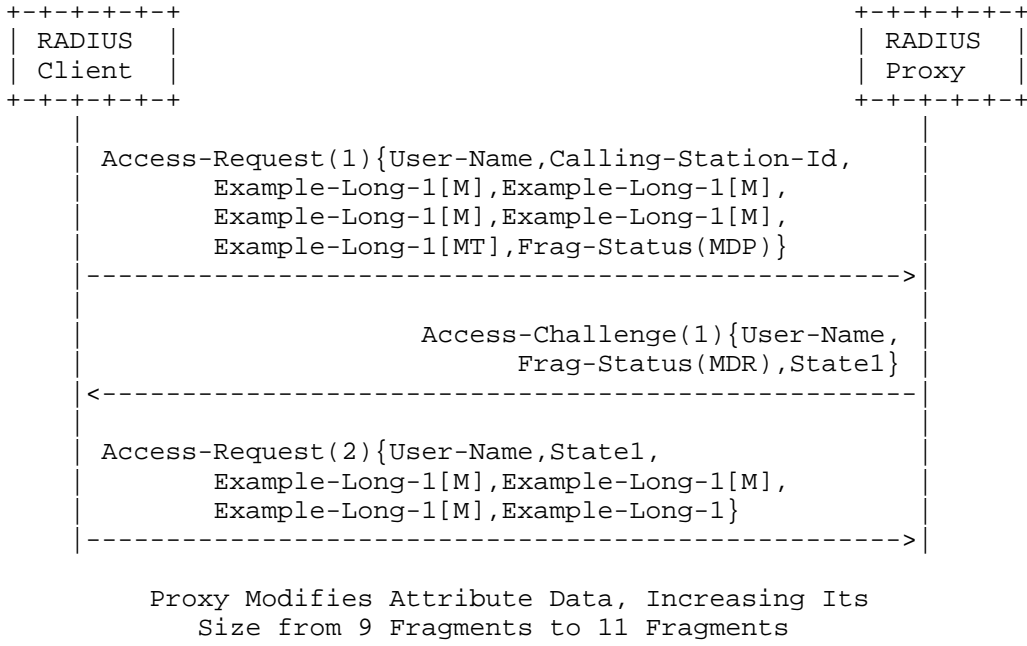 +-+-+-+-+-+ +-+-+-+-+-+
| RADIUS | | RADIUS |
| Client | | Proxy |
+-+-+-+-+-+ +-+-+-+-+-+
| |
| Access-Request(1){User-Name,Calling-Station-Id, |
| Example-Long-1[M],Example-Long-1[M], |
| Example-Long-1[M],Example-Long-1[M], |
| Example-Long-1[MT],Frag-Status(MDP)} |
|--------------------------------------------------->|
| |
| Access-Challenge(1){User-Name, |
| Frag-Status(MDR),State1} |
|<---------------------------------------------------|
| |
| Access-Request(2){User-Name,State1, |
| Example-Long-1[M],Example-Long-1[M], |
| Example-Long-1[M],Example-Long-1} |
|--------------------------------------------------->|
Proxy Modifies Attribute Data, Increasing Its
Size from 9 Fragments to 11 Fragments